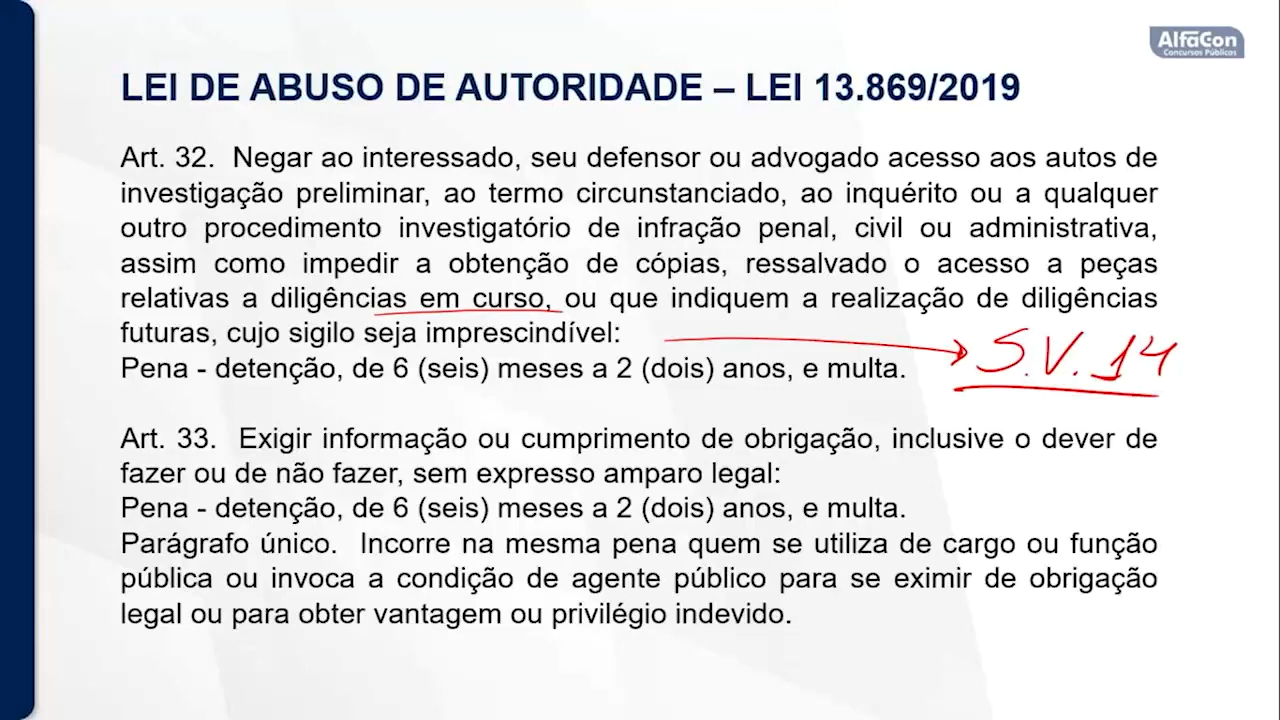 AlfaCon
Concursos Públicos
LEI DE ABUSO DE AUTORIDADE – LEI 13.869/2019
Art. 32. Negar ao interessado, seu defensor ou advogado acesso aos autos de
investigação preliminar, ao termo circunstanciado, ao inquérito ou a qualquer
outro procedimento investigatório de infração penal, civil ou administrativa,
assim como impedir a obtenção de cópias, ressalvado o acesso a peças
relativas a diligências em curso, ou que indiquem a realização de diligências
futuras, cujo sigilo seja imprescindível:
S.V. 14
Pena - detenção, de 6 (seis) meses a 2 (dois) anos, e multa.
Art. 33. Exigir informação ou cumprimento de obrigação, inclusive o dever de
fazer ou de não fazer, sem expresso amparo legal:
Pena - detenção, de 6 (seis) meses a 2 (dois) anos, e multa.
Parágrafo único. Incorre na mesma pena quem se utiliza de cargo ou função
pública ou invoca a condição de agente público para se eximir de obrigação
legal ou para obter vantagem ou privilégio indevido.